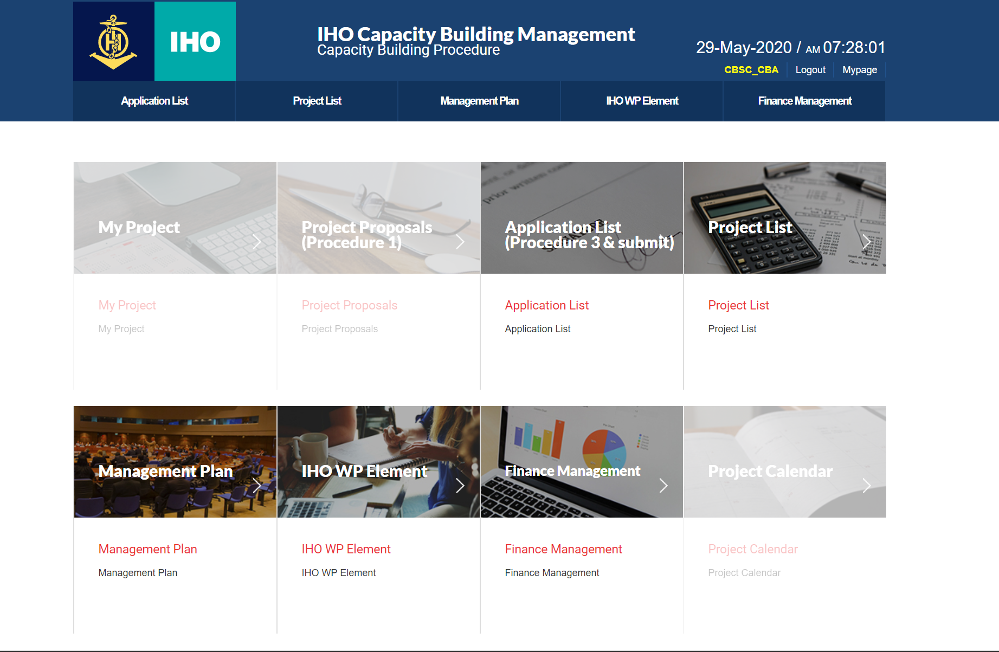 IHO
IHO Capacity Building Management
Capacity Building Procedure
29-May-2020 / AM 07:28:01
CBSC_CBA
Logout
Mypage
Application List
Project List
Management Plan
IHO WP Element
Finance Management
My Project
Project Proposals
(Procedure 1)
prior written
Application List
(Procedure 3 & submit)
Project List
My Project
My Project
Project Proposals
Project Proposals
Application List
Application List
Project List
Project List
Management Plan
IHO WP Element
Pie Chart
Finance Management
Project Calendar
Management Plan
Management Plan
IHO WP Element
IHO WP Element
Finance Management
Finance Management
Project Calendar
Project Calendar